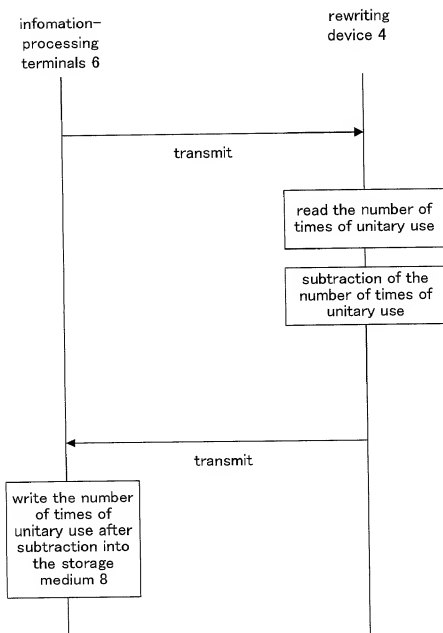 infomation-
processing
terminals 6
rewriting
device 4
transmit
read the number of
times of unitary use
subtraction of the
number of times of
unitary use
transmit
write the number
of times of
unitary use after
subtraction into
the storage
medium 8